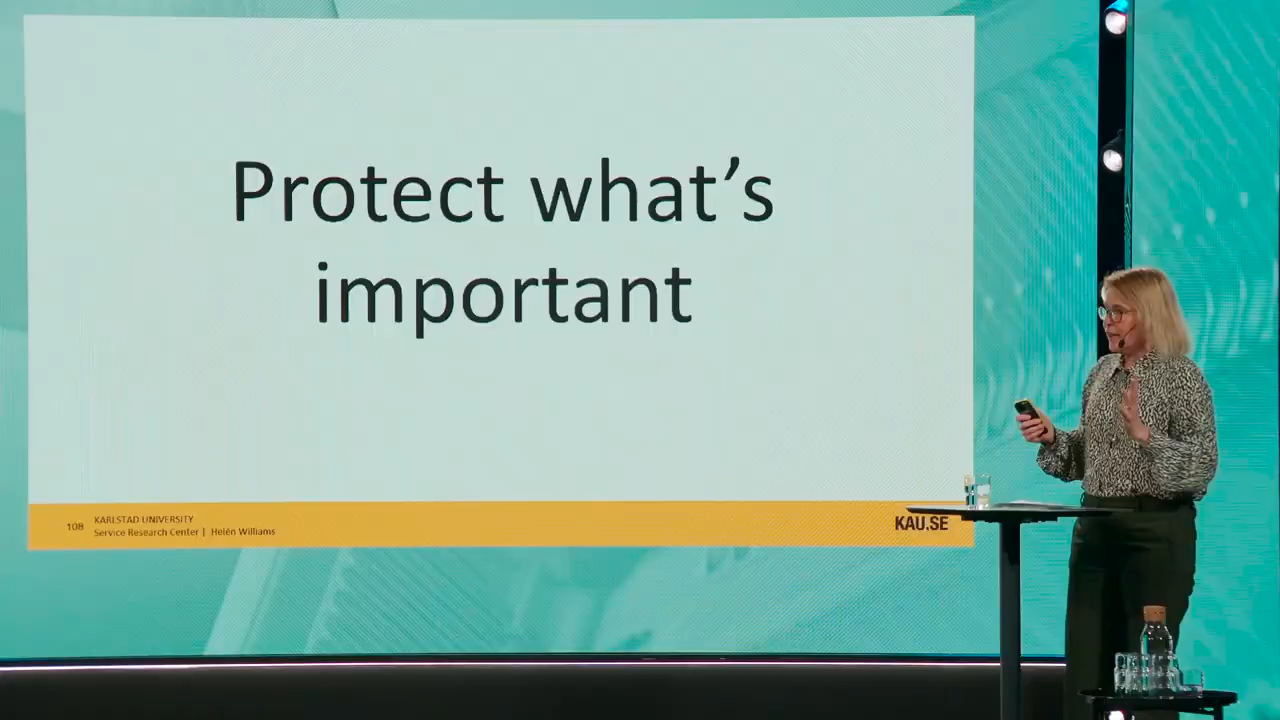 Protect what's
important
108
KARLSTAD UNIVERSITY
Service Research Center | Helén Williams
KAU.SE